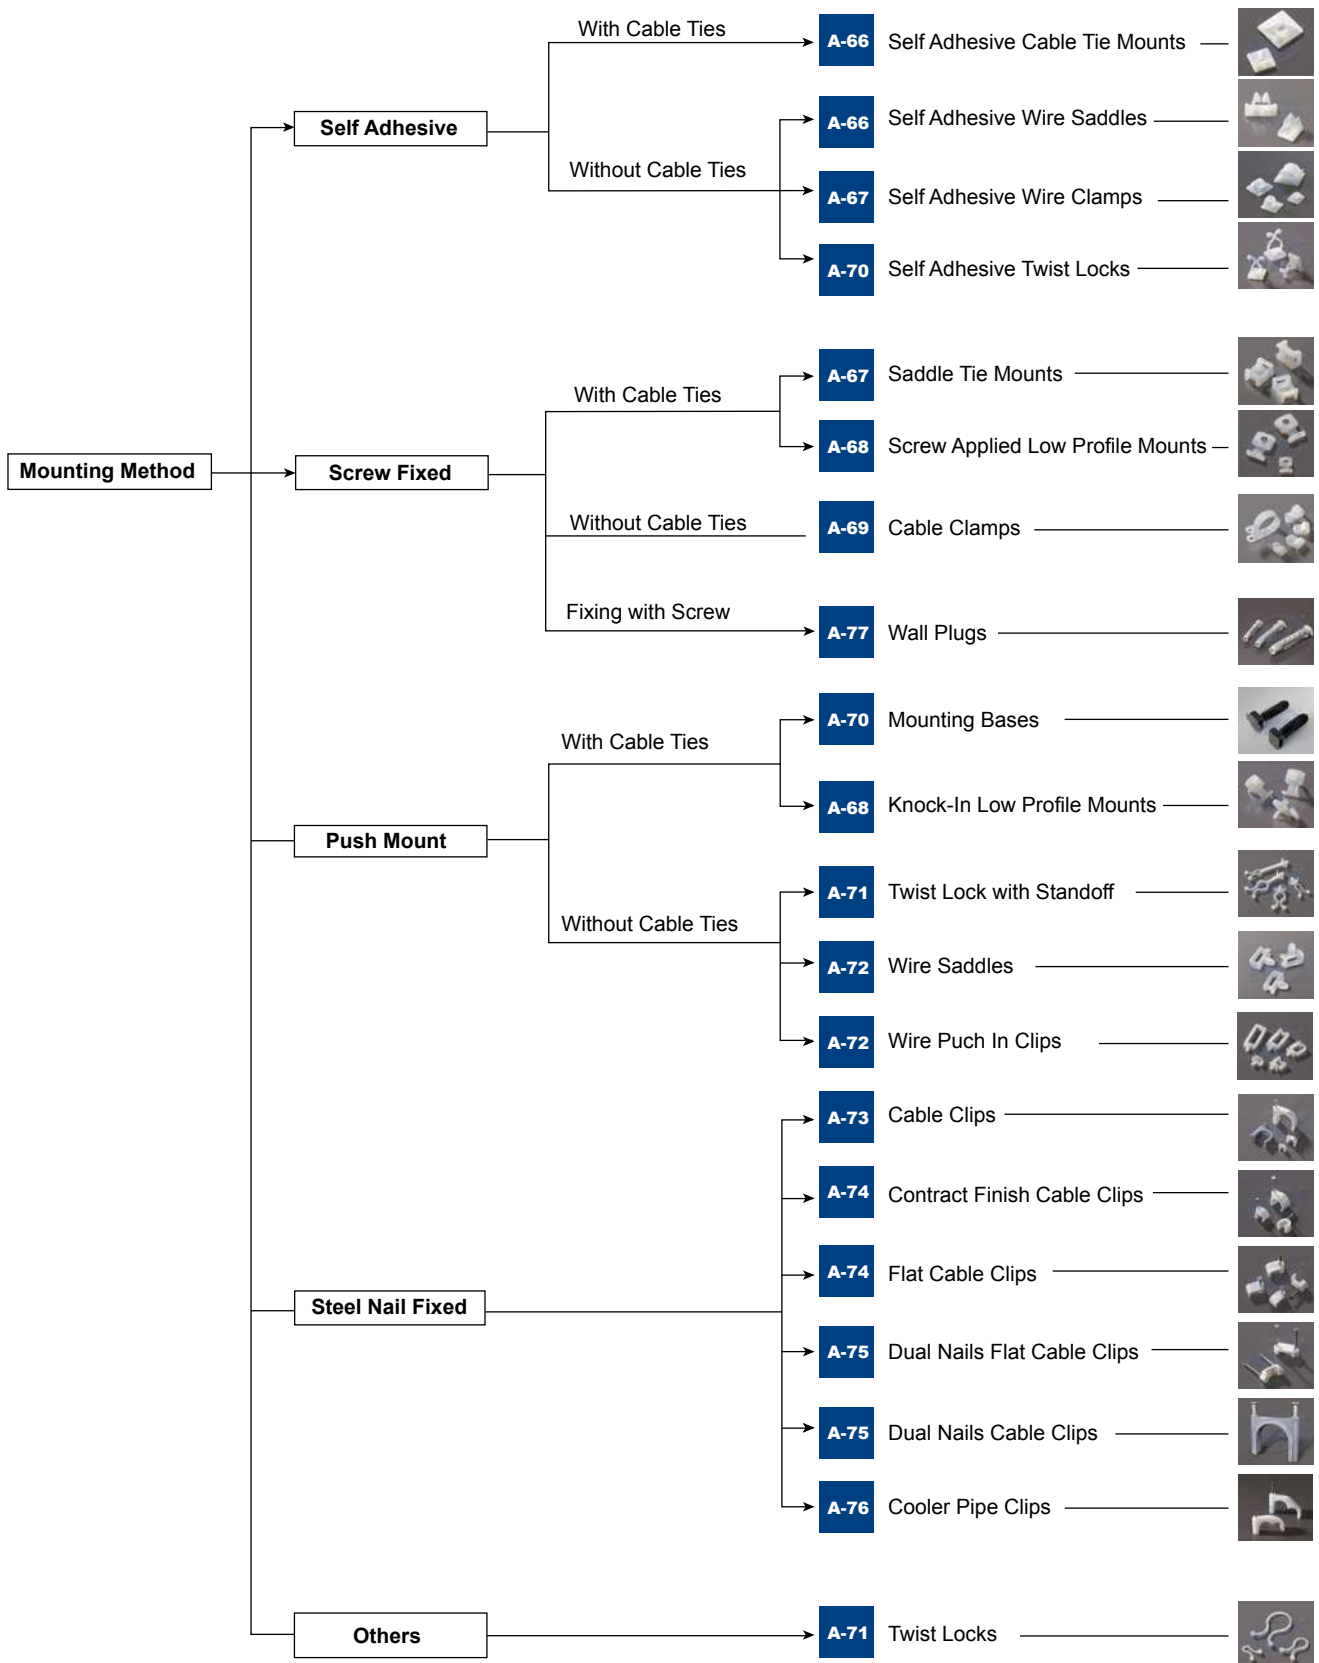 With Cable Ties
A-66 Self Adhesive Cable Tie Mounts
Self Adhesive
A-66 Self Adhesive Wire Saddles
Without Cable Ties
A-67 Self Adhesive Wire Clamps
A-70 Self Adhesive Twist Locks
With Cable Ties
A-67 Saddle Tie Mounts
A-68 Screw Applied Low Profile Mounts
Mounting Method
Screw Fixed
Without Cable Ties
A-69 Cable Clamps
Fixing with Screw
A-77 Wall Plugs
With Cable Ties
A-70 Mounting Bases
A-68 Knock-In Low Profile Mounts
Push Mount
Without Cable Ties
A-71 Twist Lock with Standoff
A-72 Wire Saddles
A-72 Wire Puch In Clips
A-73 Cable Clips
A-74 Contract Finish Cable Clips
A-74 Flat Cable Clips
Steel Nail Fixed
A-75 Dual Nails Flat Cable Clips
A-75 Dual Nails Cable Clips
A-76 Cooler Pipe Clips
Others
A-71 Twist Locks